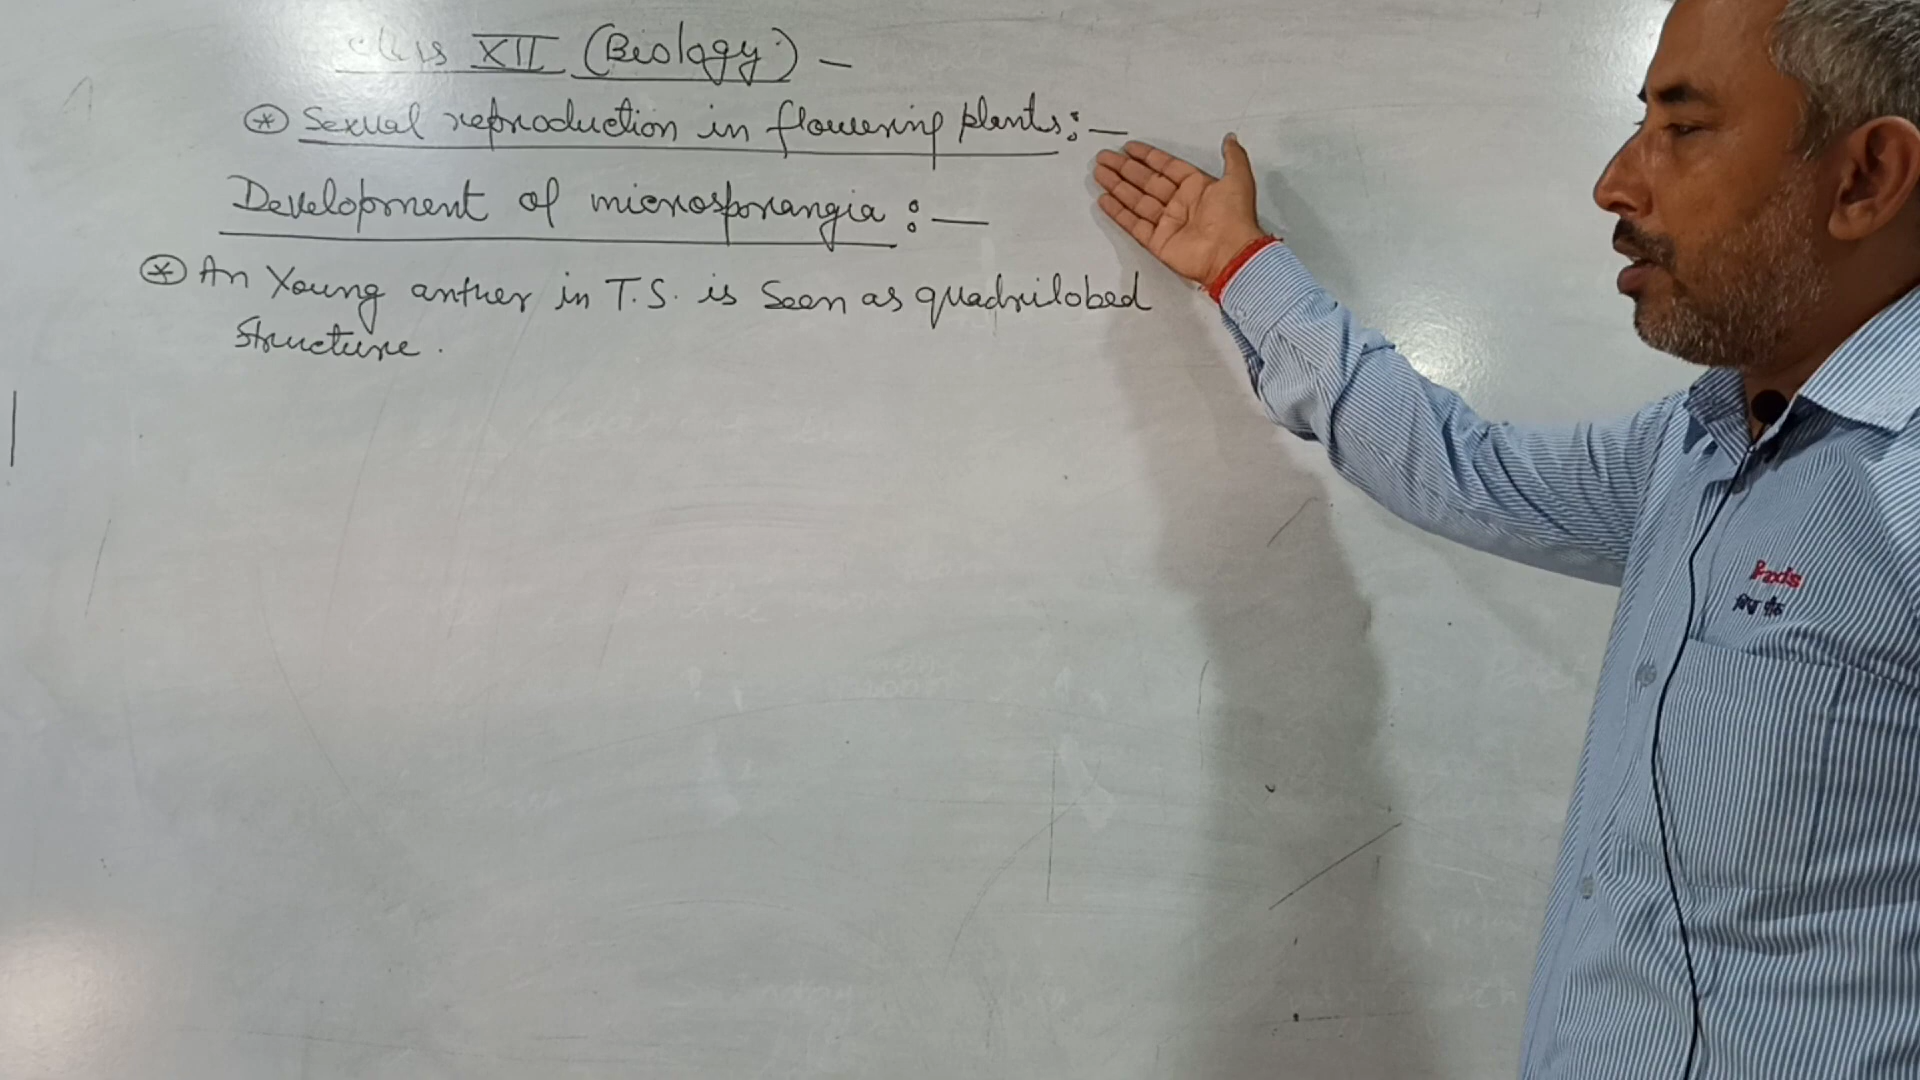 Class XII (Biology) —
* Sexual reproduction in flowering plants :—
Development of microsporangia :—
* An Young anther in T.S. is Seen as quadrilobed
Structure.
Praxis